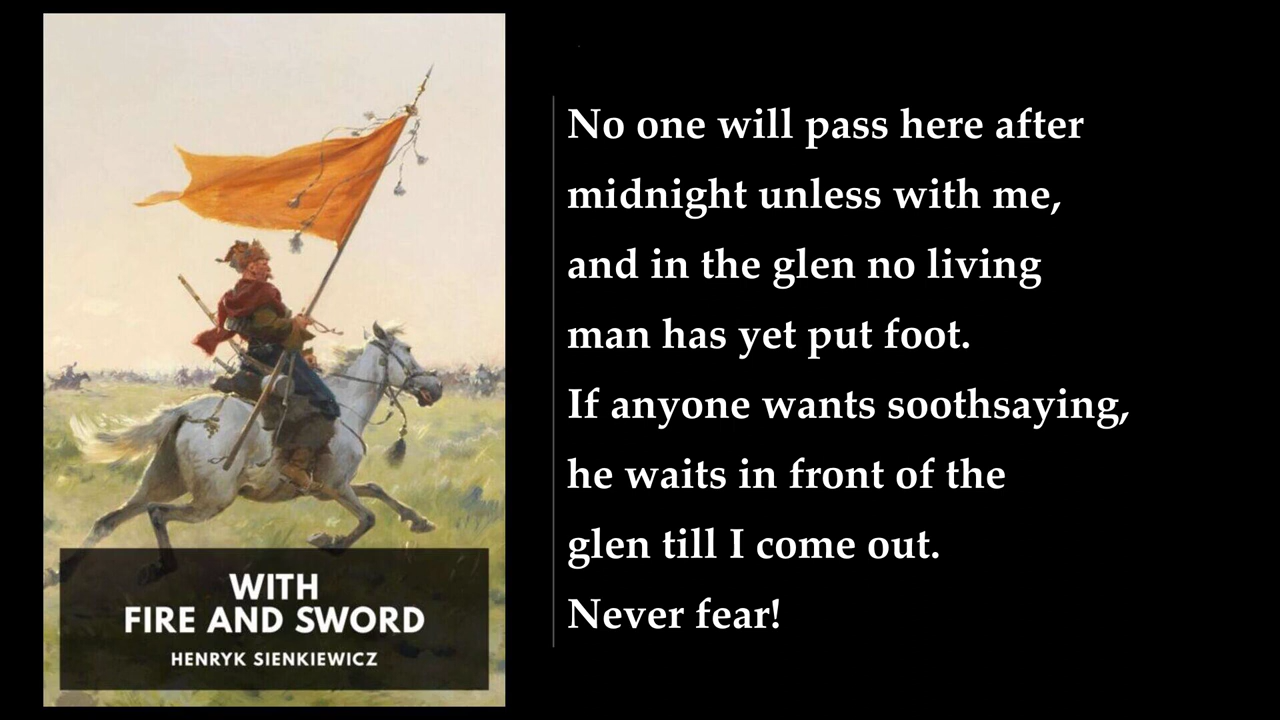 WITH
FIRE AND SWORD
HENRYK SIENKIEWICZ
No one will pass here after
midnight unless with me,
and in the glen no living
man has yet put foot.
If anyone wants soothsaying,
he waits in front of the
glen till I come out.
Never fear!